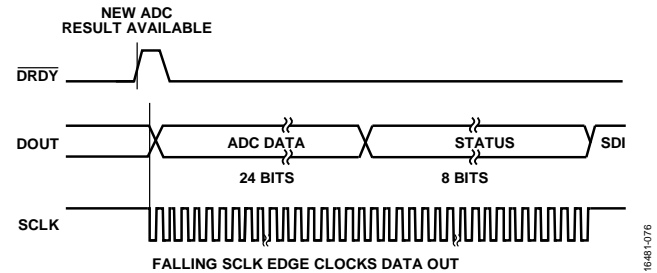 NEW ADC
RESULT AVAILABLE
DRDY
DOUT
ADC DATA
STATUS
SDI
24 BITS
8 BITS
SCLK
FALLING SCLK EDGE CLOCKS DATA OUT
16481-076